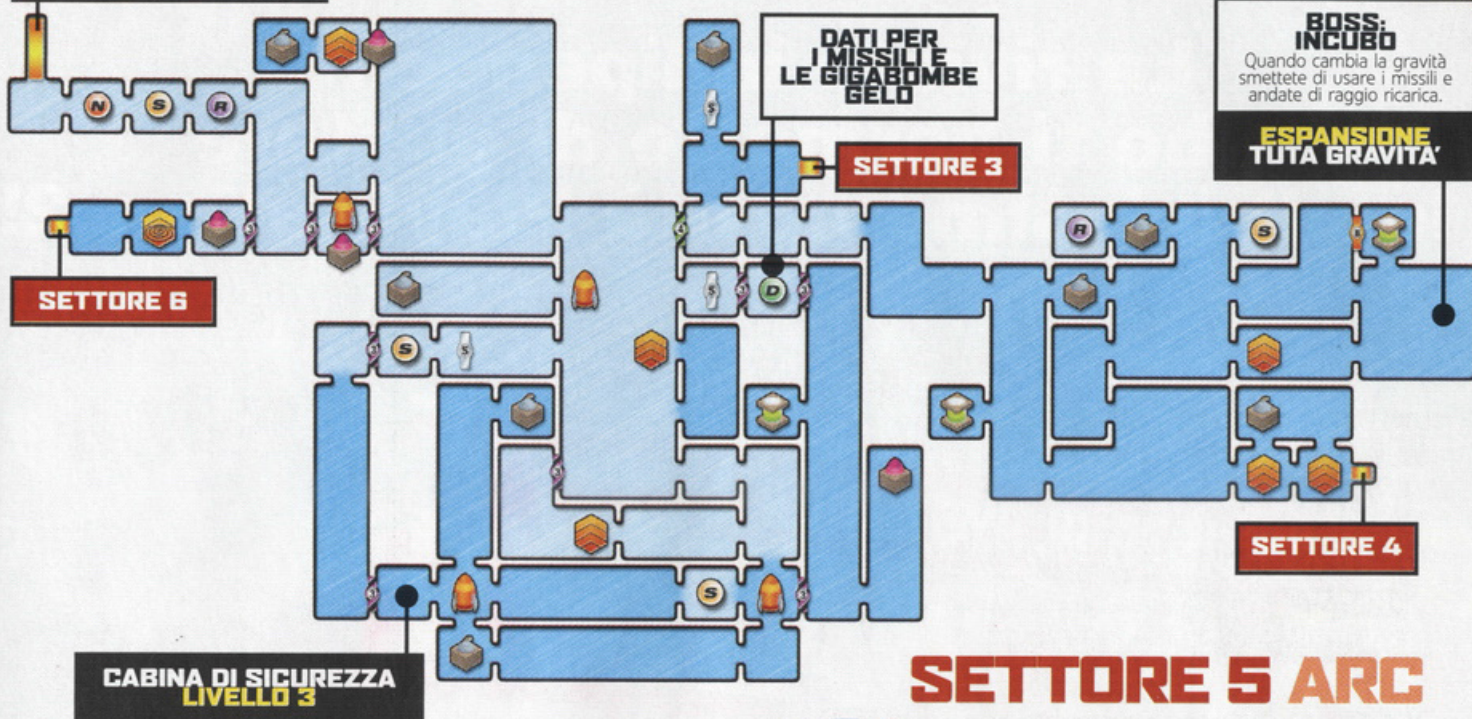 DATI PER
I MISSILI E
LE GIGABOMBE
GELO
BOSS:
INCUBO
Quando cambia la gravità
smettete di usare i missili e
andate di raggio ricarica.
ESPANSIONE
TUTA GRAVITA'
N
S
R
S
SETTORE 3
R
S
SETTORE 6
S
D
S
S
S
SETTORE 4
CABINA DI SICUREZZA
LIVELLO 3
SETTORE 5 ARC